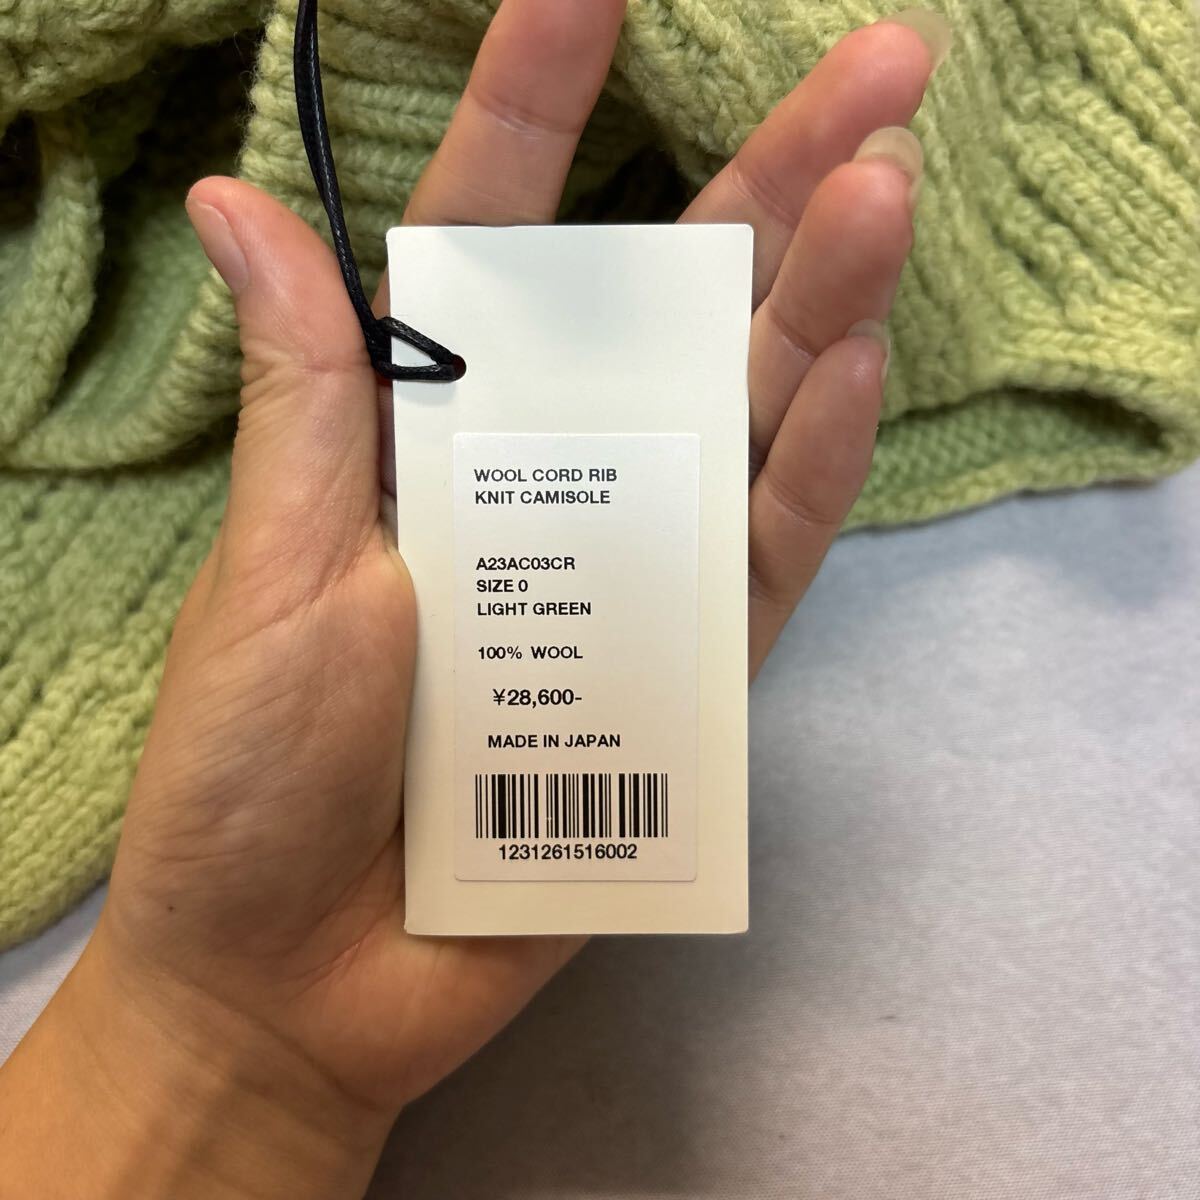 WOOL CORD RIB
KNIT CAMISOLE
A23AC03CR
SIZE 0
LIGHT GREEN
100% WOOL
¥28,600-
MADE IN JAPAN
1231261516002